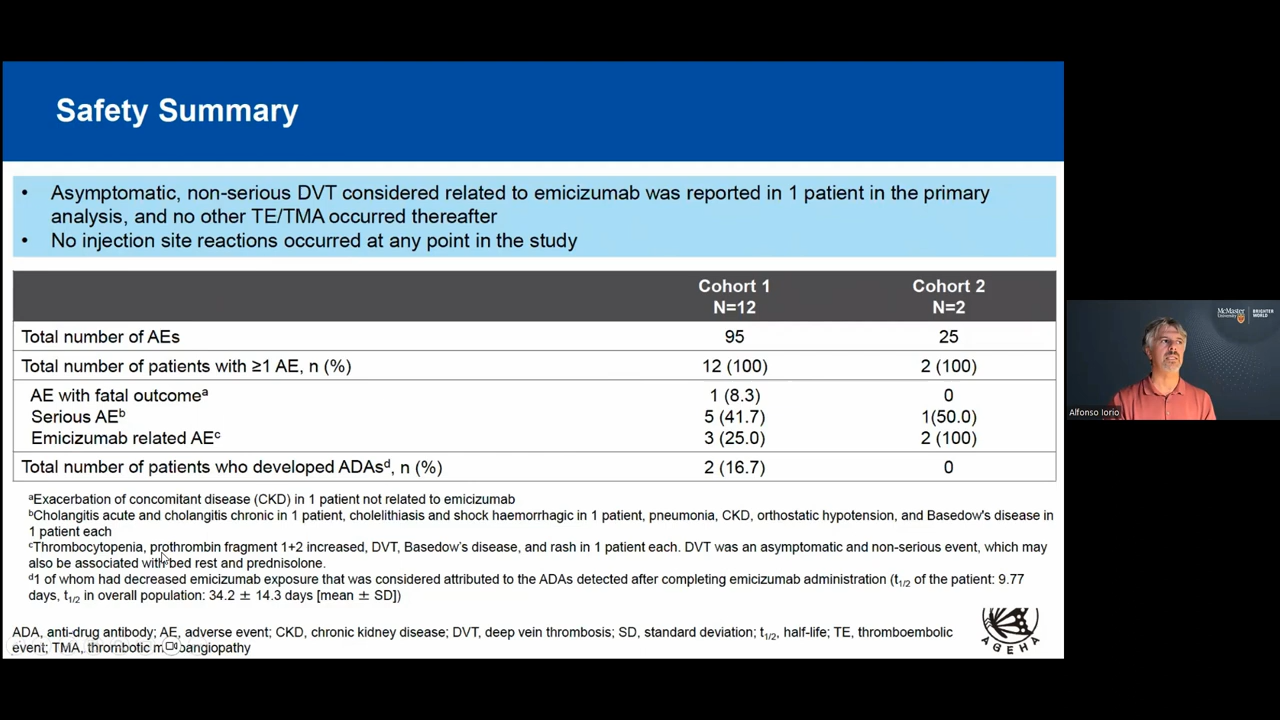 Safety Summary
• Asymptomatic, non-serious DVT considered related to emicizumab was reported in 1 patient in the primary
analysis, and no other TE/TMA occurred thereafter
• No injection site reactions occurred at any point in the study
Cohort 1 Cohort 2
N=12 N=2
Total number of AEs 95 25
Total number of patients with ≥1 AE, n (%) 12 (100) 2 (100)
AE with fatal outcomeᵃ 1 (8.3) 0
Serious AEᵇ 5 (41.7) 1(50.0)
Emicizumab related AEᶜ 3 (25.0) 2 (100)
Total number of patients who developed ADAsᵈ, n (%) 2 (16.7) 0
ᵃExacerbation of concomitant disease (CKD) in 1 patient not related to emicizumab
ᵇCholangitis acute and cholangitis chronic in 1 patient, cholelithiasis and shock haemorrhagic in 1 patient, pneumonia, CKD, orthostatic hypotension, and Basedow's disease in
1 patient each
ᶜThrombocytopenia, prothrombin fragment 1+2 increased, DVT, Basedow's disease, and rash in 1 patient each. DVT was an asymptomatic and non-serious event, which may
also be associated with bed rest and prednisolone.
ᵈ1 of whom had decreased emicizumab exposure that was considered attributed to the ADAs detected after completing emicizumab administration (t1/2 of the patient: 9.77
days, t1/2 in overall population: 34.2 ± 14.3 days [mean ± SD])
ADA, anti-drug antibody; AE, adverse event; CKD, chronic kidney disease; DVT, deep vein thrombosis; SD, standard deviation; t1/2, half-life; TE, thromboembolic
event; TMA, thrombotic angiopathy
AGEHA
McMaster University BRIGHTER WORLD
Alfonso Iorio